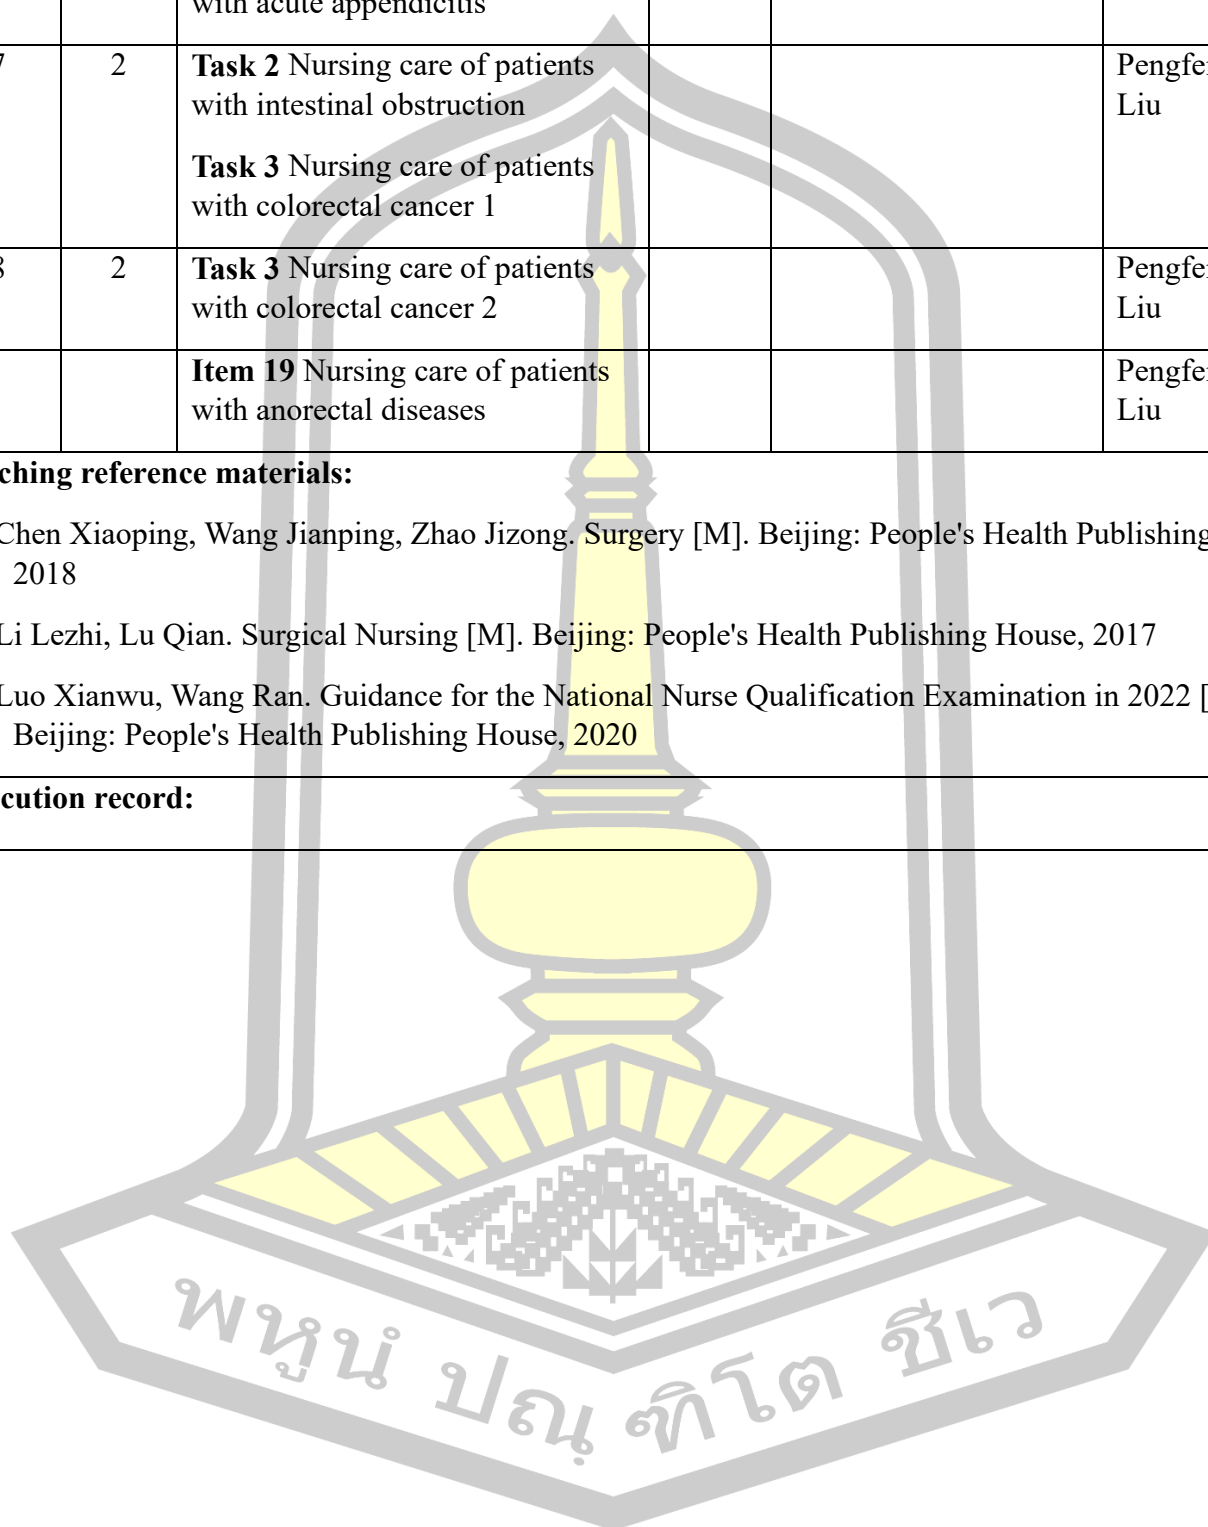 with acute appendicitis
7 2 Task 2 Nursing care of patients Pengfei
with intestinal obstruction Liu
Task 3 Nursing care of patients
with colorectal cancer 1
8 2 Task 3 Nursing care of patients Pengfei
with colorectal cancer 2 Liu
Item 19 Nursing care of patients Pengfei
with anorectal diseases Liu
ching reference materials:
Chen Xiaoping, Wang Jianping, Zhao Jizong. Surgery [M]. Beijing: People's Health Publishing
2018
Li Lezhi, Lu Qian. Surgical Nursing [M]. Beijing: People's Health Publishing House, 2017
Luo Xianwu, Wang Ran. Guidance for the National Nurse Qualification Examination in 2022 [
Beijing: People's Health Publishing House, 2020
cution record:
พหูนํ ปณฺฑิโต ชีเว